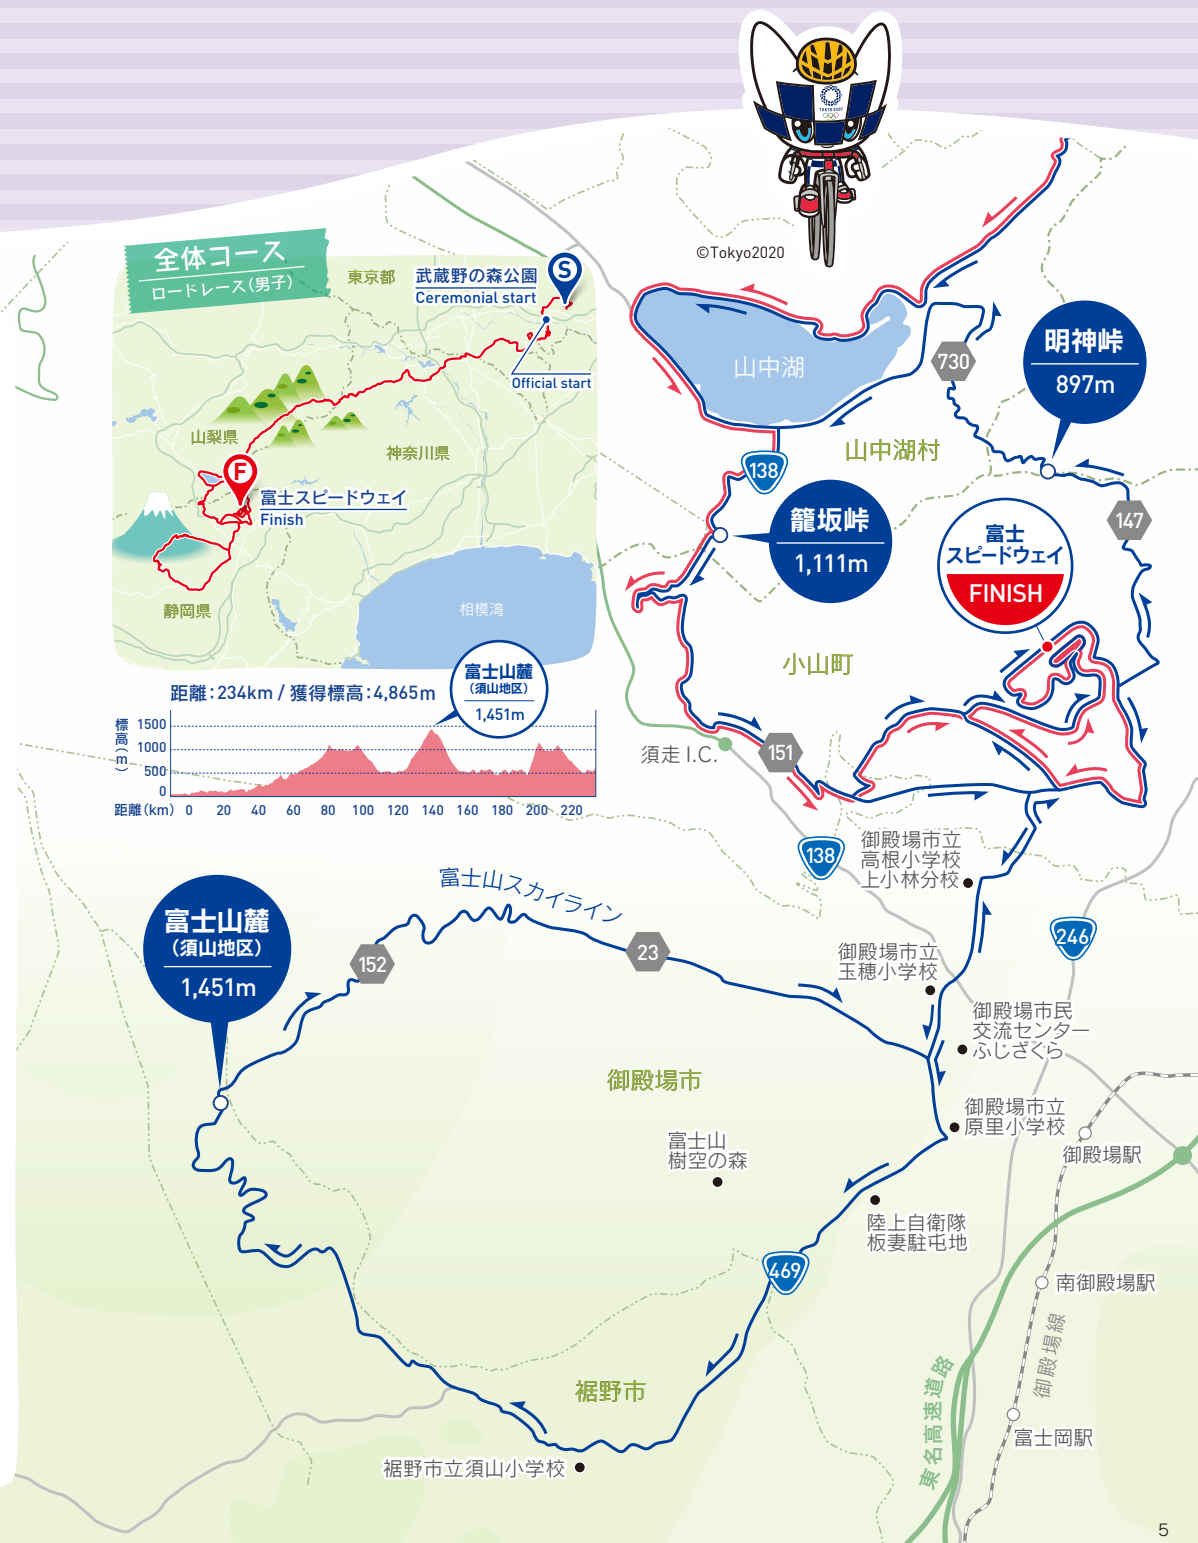 TOKYO 2020
©Tokyo2020
全体コース
ロードレース(男子)
東京都
武蔵野の森公園
Ceremonial start
S
Official start
山梨県
神奈川県
F
富士スピードウェイ
Finish
静岡県
相模湾
距離:234km / 獲得標高:4,865m
富士山麓
(須山地区)
1,451m
標高(m)
1500
1000
500
0
距離(km) 0 20 40 60 80 100 120 140 160 180 200 220
山中湖
730
明神峠
897m
山中湖村
138
147
籠坂峠
1,111m
富士
スピードウェイ
FINISH
小山町
須走 I.C.
151
138
御殿場市立
高根小学校
上小林分校
富士山スカイライン
富士山麓
(須山地区)
1,451m
152
23
246
御殿場市立
玉穂小学校
御殿場市民
交流センター
ふじざくら
御殿場市
御殿場市立
原里小学校
富士山
樹空の森
御殿場駅
陸上自衛隊
板妻駐屯地
469
南御殿場駅
御殿場線
東名高速道路
裾野市
富士岡駅
裾野市立須山小学校
5